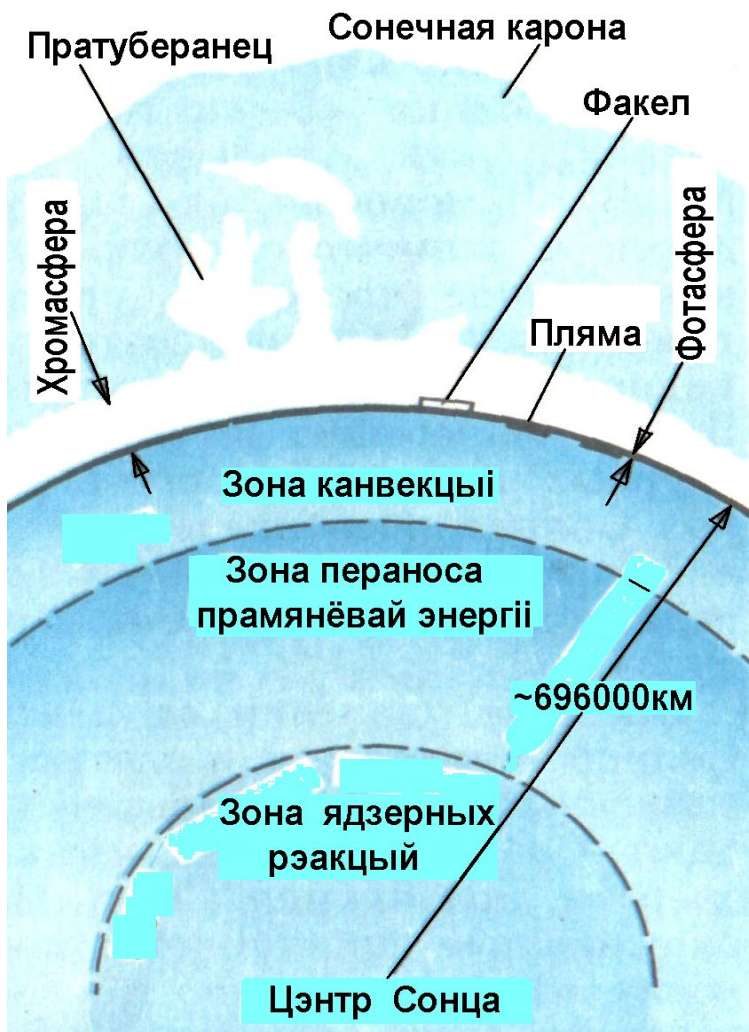 Сонечная карона
Пратуберанец
Факел
Хромасфера
Фотасфера
Пляма
Зона канвекцыі
Зона пераноса
прамянёвай энергіі
~696000км
Зона ядзерных
рэакцый
Цэнтр Сонца